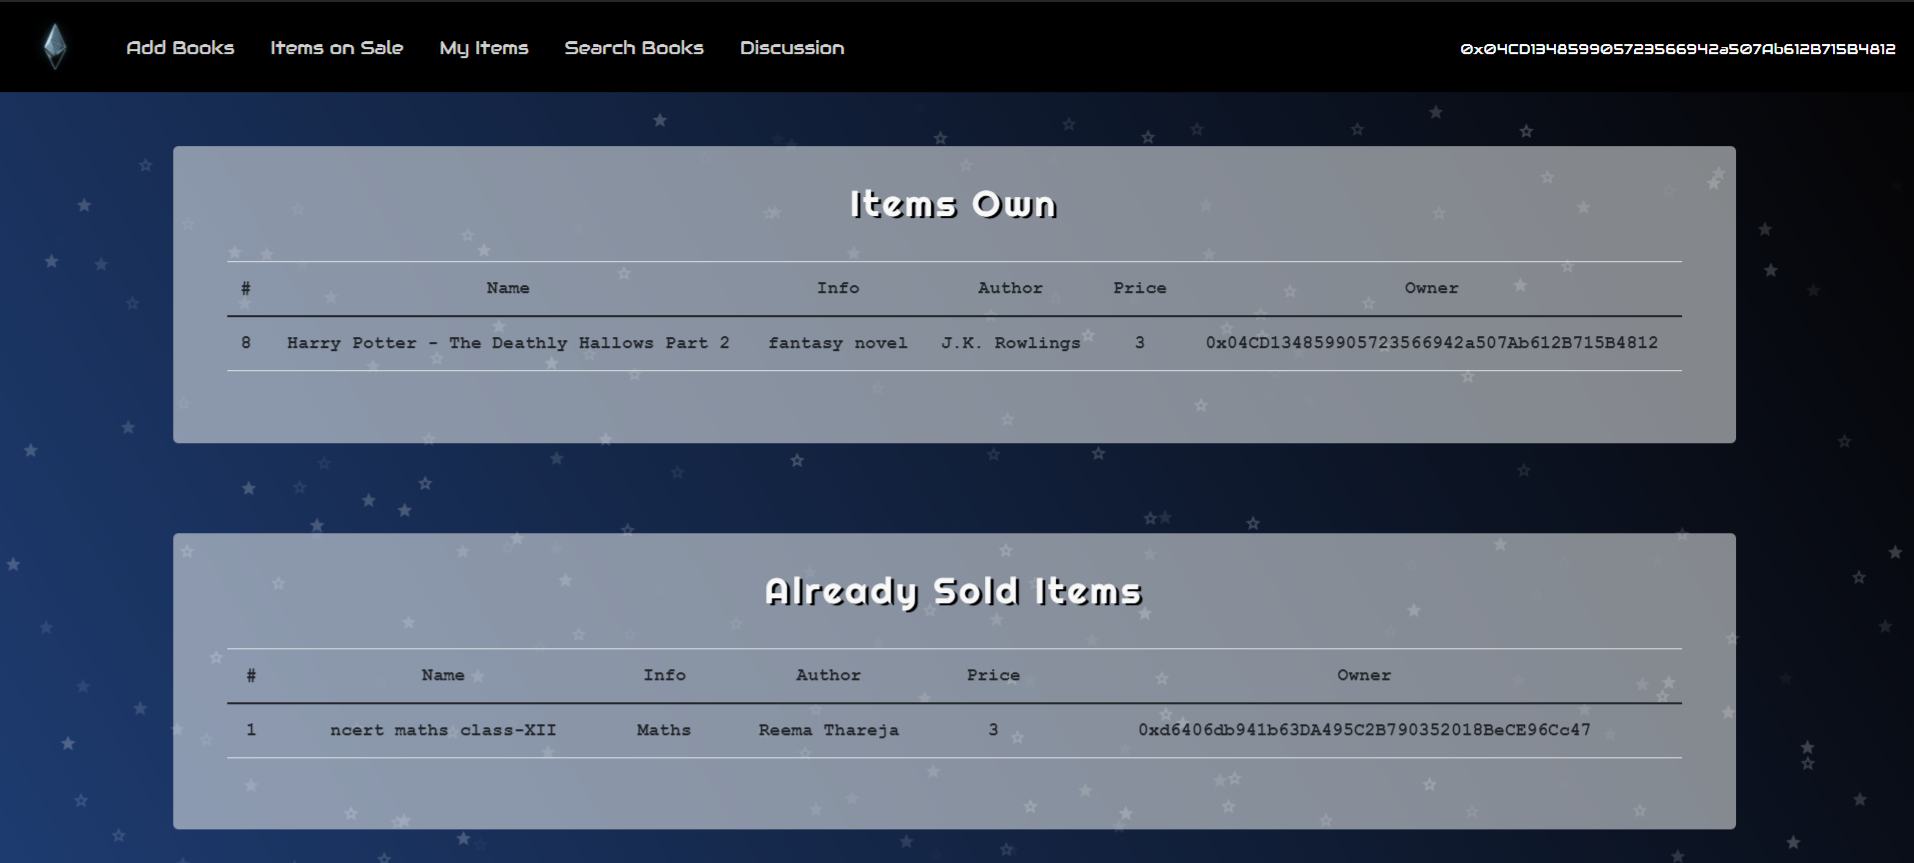 Add Books Items on Sale My Items Search Books Discussion 0x04CD134859905723566942a507Ab612B715B4812
Items Own
# Name Info Author Price Owner
8 Harry Potter - The Deathly Hallows Part 2 fantasy novel J.K. Rowlings 3 0x04CD134859905723566942a507Ab612B715B4812
Already Sold Items
# Name Info Author Price Owner
1 ncert maths class-XII Maths Reema Thareja 3 0xd6406db941b63DA495C2B790352018BeCE96Cc47